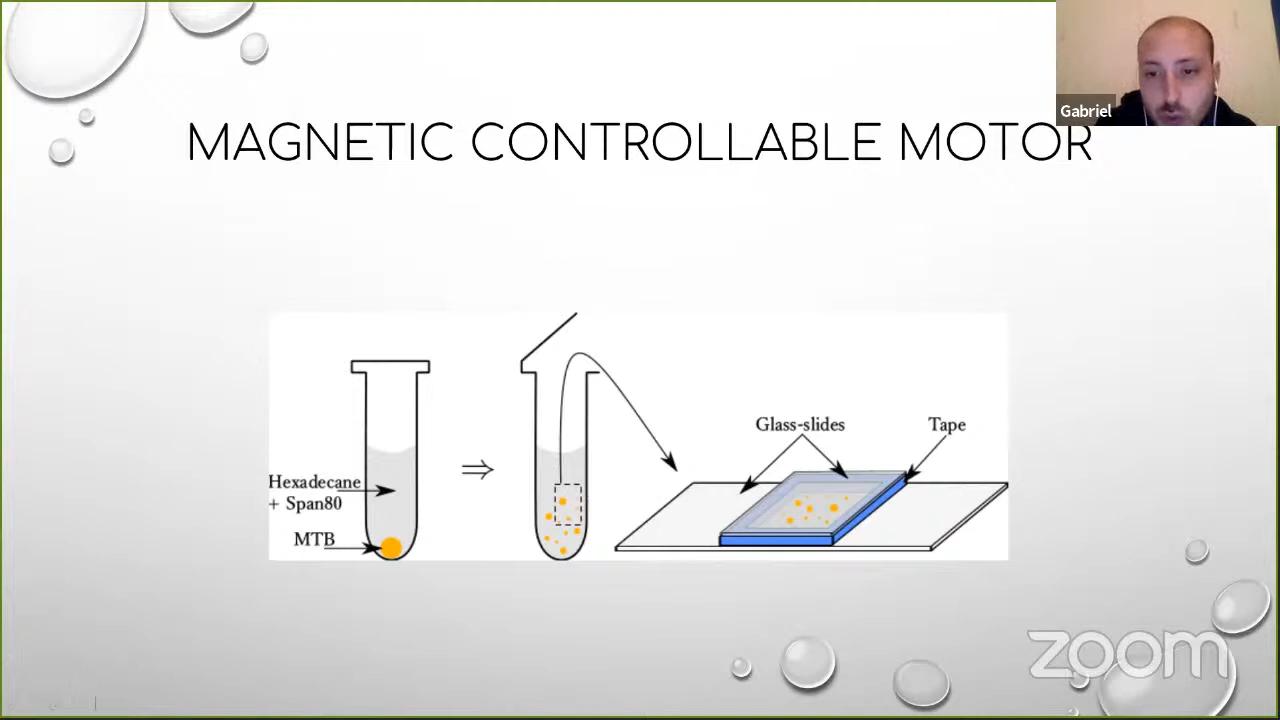 Gabriel
MAGNETIC CONTROLLABLE MOTOR
Glass-slides
Tape
Hexadecane
+ Span80
MTB
zoom